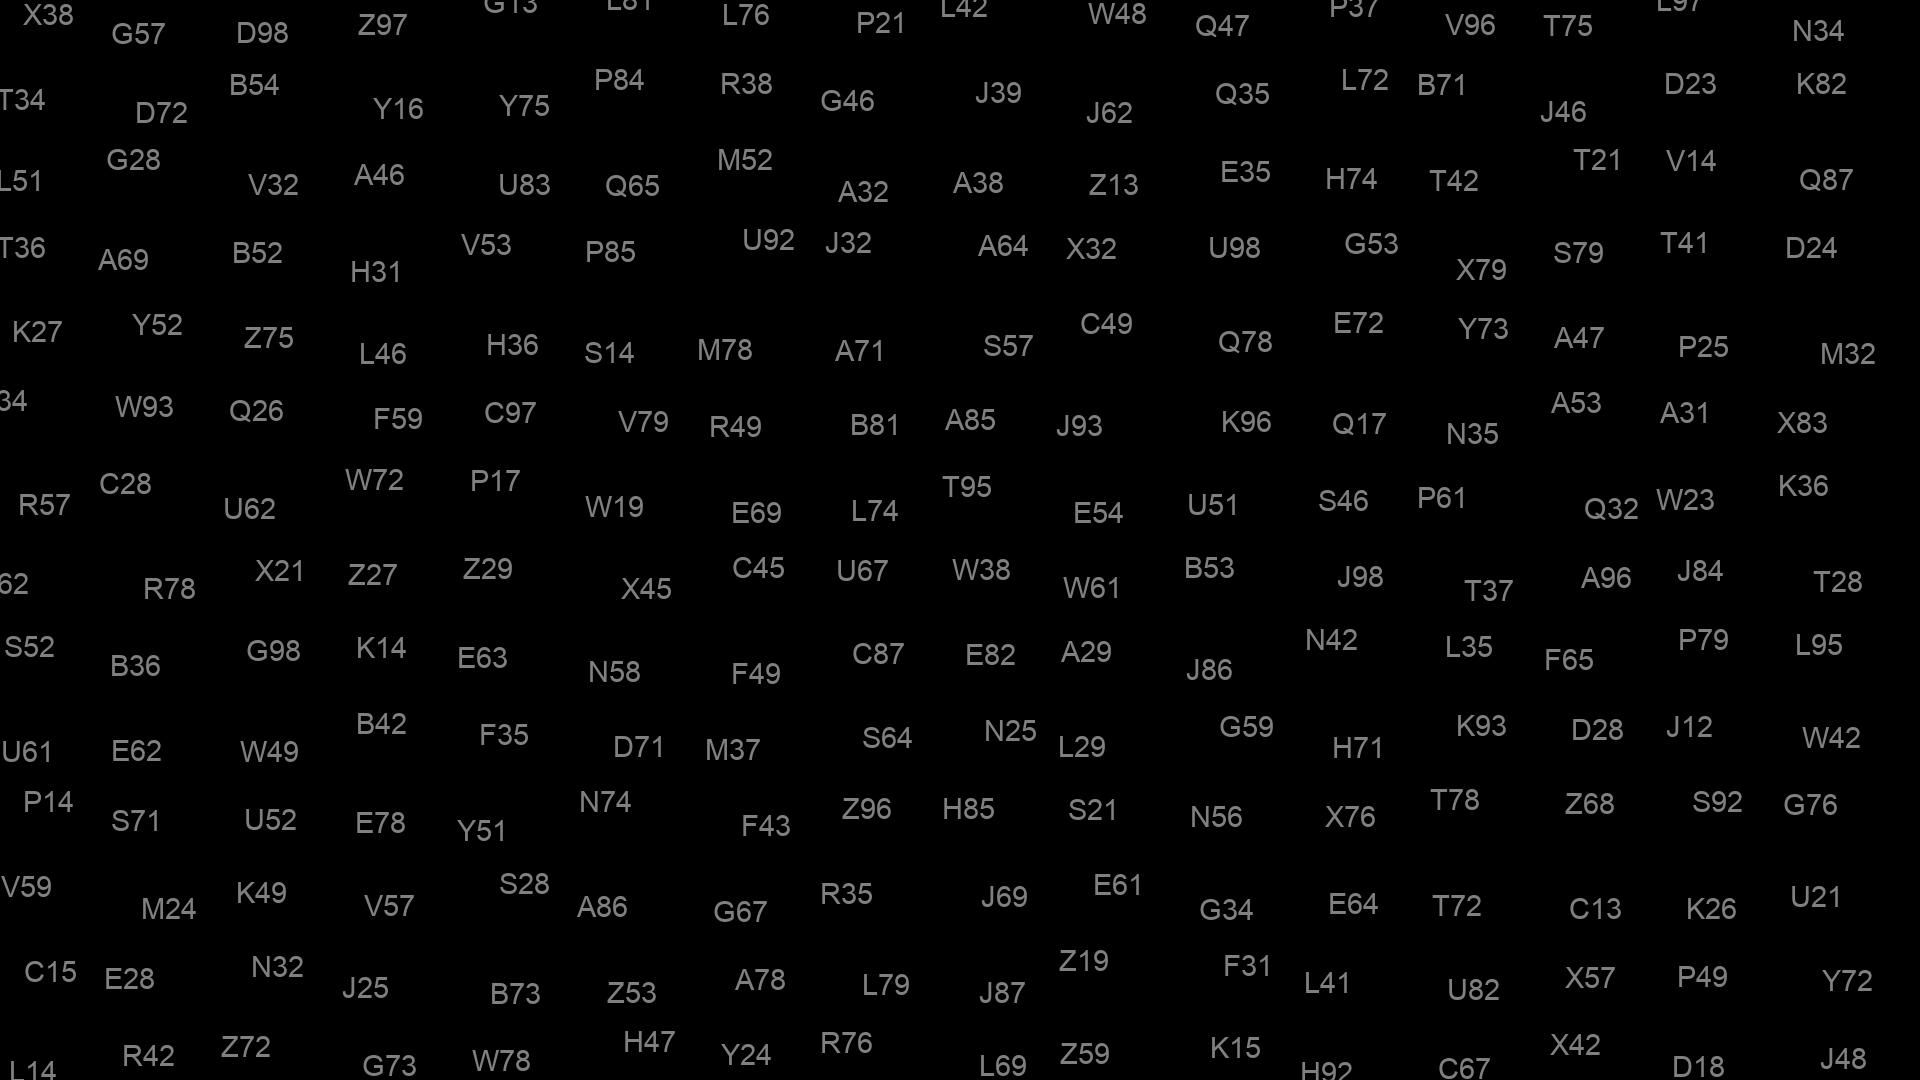 X38 G57 D98 Z97 G13 L81 L76 P21 L42 W48 Q47 P37 V96 T75 L97 N34
T34 D72 B54 Y16 Y75 P84 R38 G46 J39 J62 Q35 L72 B71 J46 D23 K82
L51 G28 V32 A46 U83 Q65 M52 A32 A38 Z13 E35 H74 T42 T21 V14 Q87
T36 A69 B52 H31 V53 P85 U92 J32 A64 X32 U98 G53 X79 S79 T41 D24
K27 Y52 Z75 L46 H36 S14 M78 A71 S57 C49 Q78 E72 Y73 A47 P25 M32
34 W93 Q26 F59 C97 V79 R49 B81 A85 J93 K96 Q17 N35 A53 A31 X83
R57 C28 U62 W72 P17 W19 E69 L74 T95 E54 U51 S46 P61 Q32 W23 K36
62 R78 X21 Z27 Z29 X45 C45 U67 W38 W61 B53 J98 T37 A96 J84 T28
S52 B36 G98 K14 E63 N58 F49 C87 E82 A29 J86 N42 L35 F65 P79 L95
U61 E62 W49 B42 F35 D71 M37 S64 N25 L29 G59 H71 K93 D28 J12 W42
P14 S71 U52 E78 Y51 N74 F43 Z96 H85 S21 N56 X76 T78 Z68 S92 G76
V59 M24 K49 V57 S28 A86 G67 R35 J69 E61 G34 E64 T72 C13 K26 U21
C15 E28 N32 J25 B73 Z53 A78 L79 J87 Z19 F31 L41 U82 X57 P49 Y72
L14 R42 Z72 G73 W78 H47 Y24 R76 L69 Z59 K15 H92 C67 X42 D18 J48